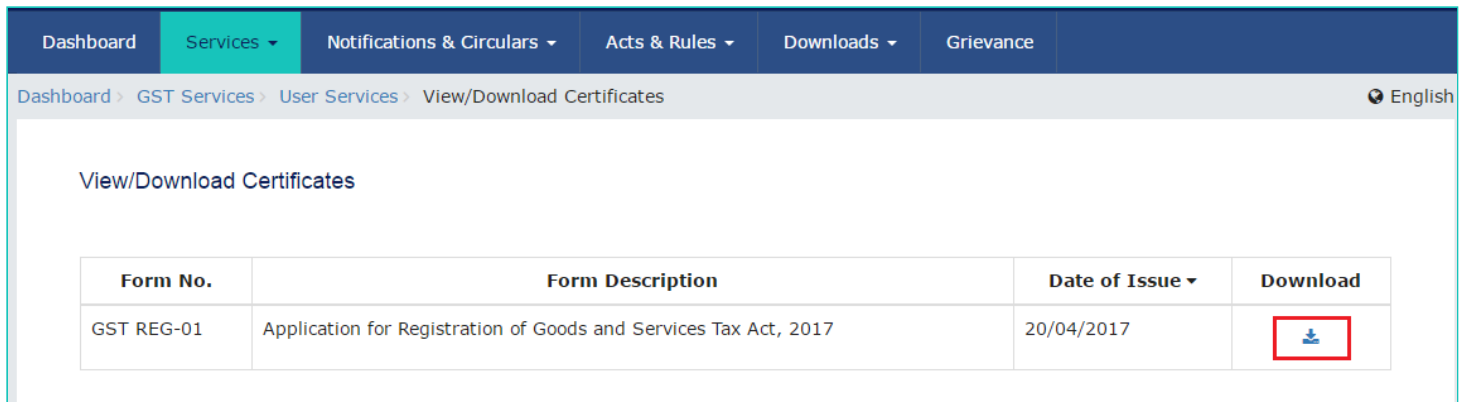 Dashboard Services Notifications & Circulars Acts & Rules Downloads Grievance
Dashboard > GST Services > User Services > View/Download Certificates English
View/Download Certificates
Form No. Form Description Date of Issue Download
GST REG-01 Application for Registration of Goods and Services Tax Act, 2017 20/04/2017